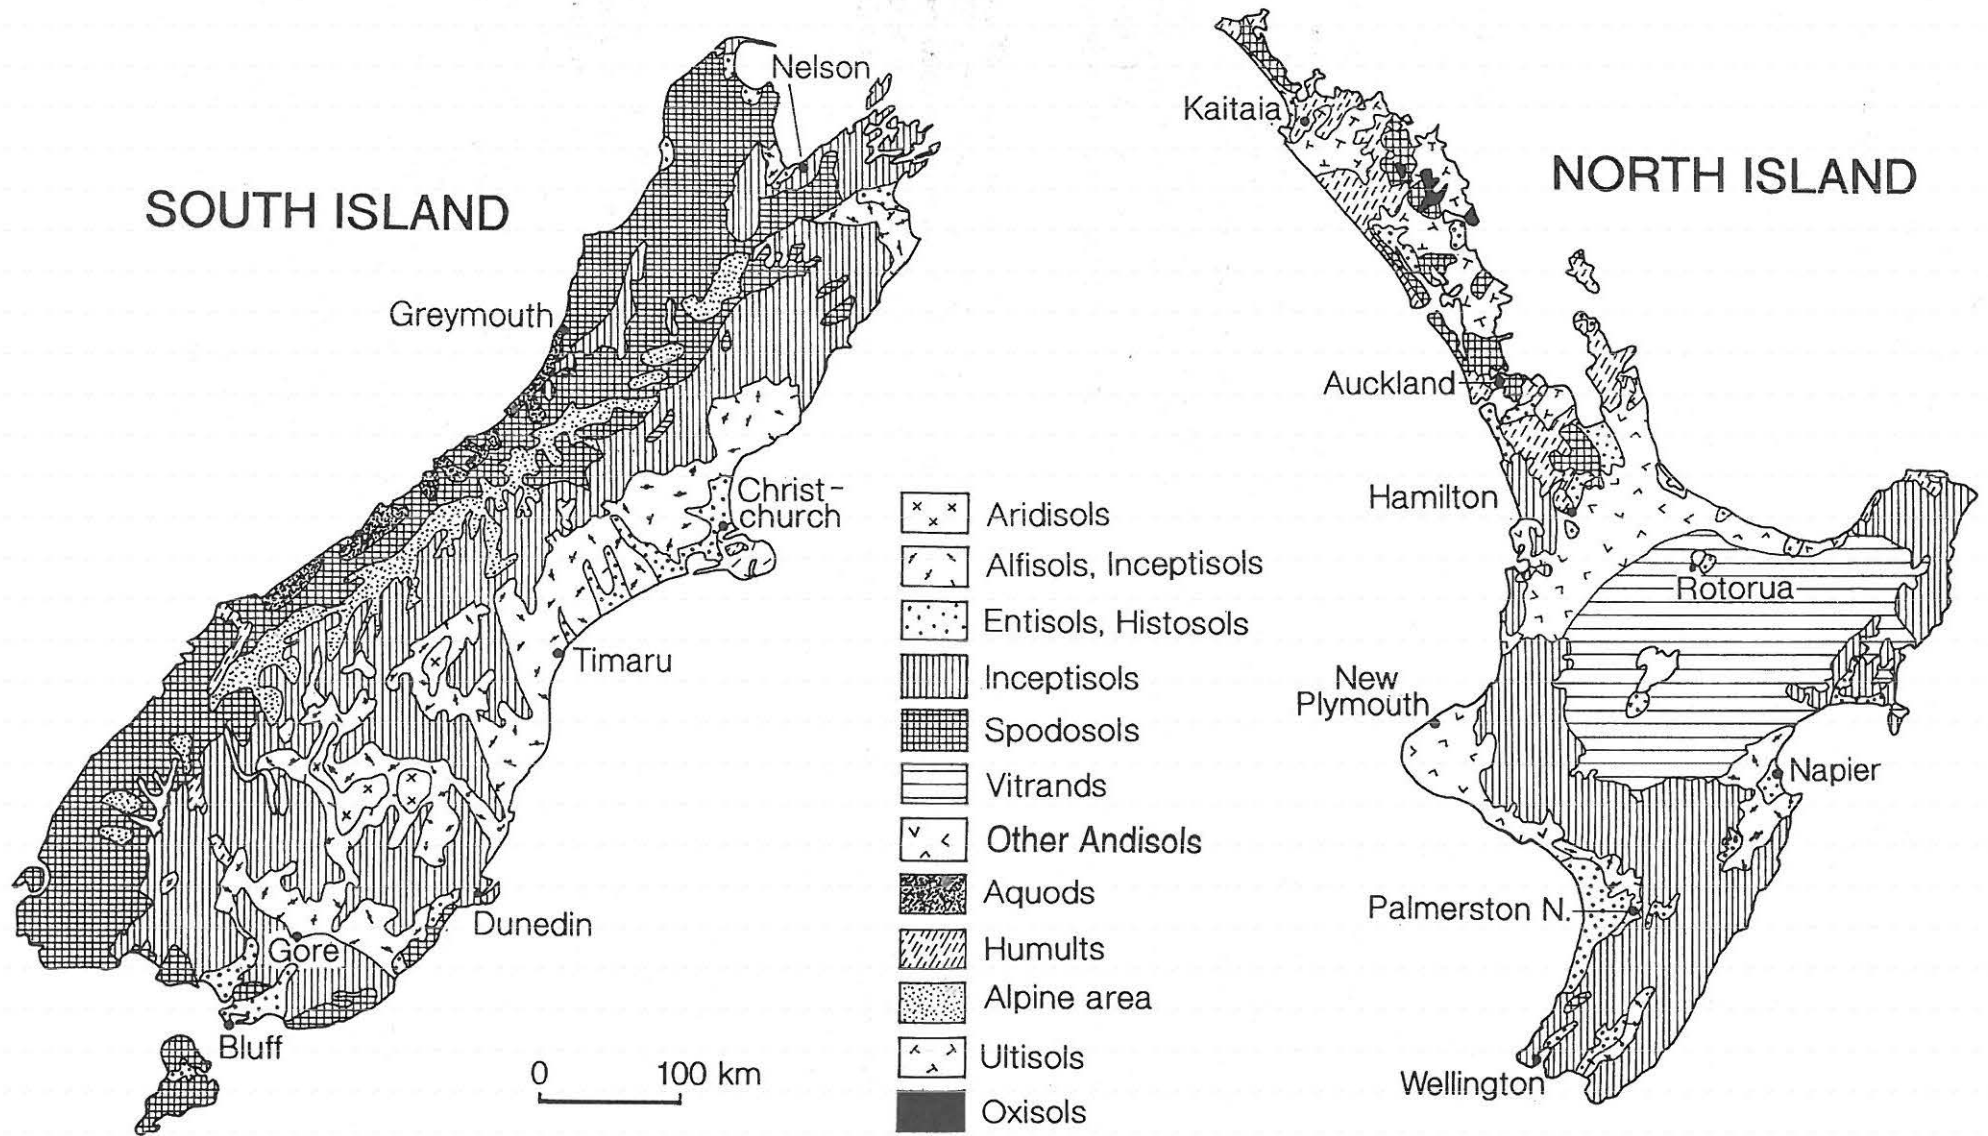 SOUTH ISLAND
Nelson
Greymouth
Christ-
church
Timaru
Dunedin
Gore
Bluff
0 100 km
Aridisols
Alfisols, Inceptisols
Entisols, Histosols
Inceptisols
Spodosols
Vitrands
Other Andisols
Aquods
Humults
Alpine area
Ultisols
Oxisols
NORTH ISLAND
Kaitaia
Auckland
Hamilton
Rotorua
New
Plymouth
Napier
Palmerston N.
Wellington